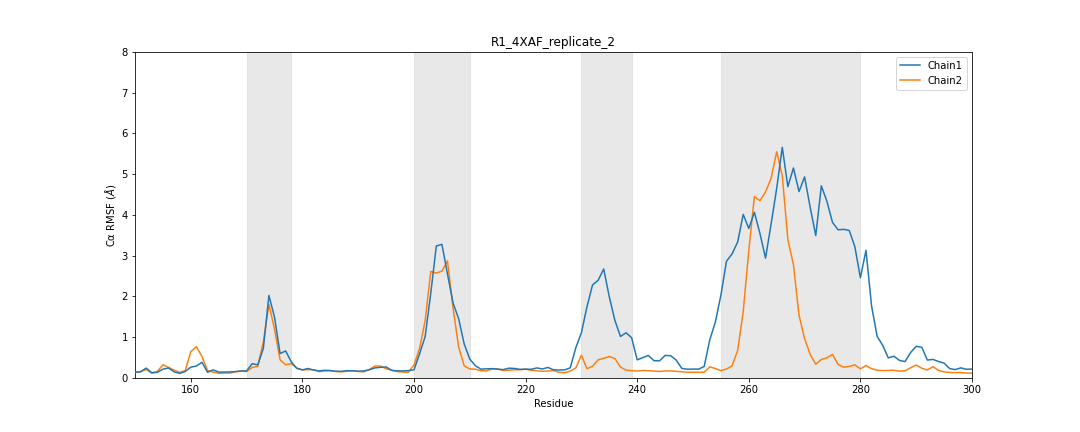 R1_4XAF_replicate_2
Cα RMSF (Å)
8
7
6
5
4
3
2
1
0
160 180 200 220 240 260 280 300
Residue
Chain1
Chain2